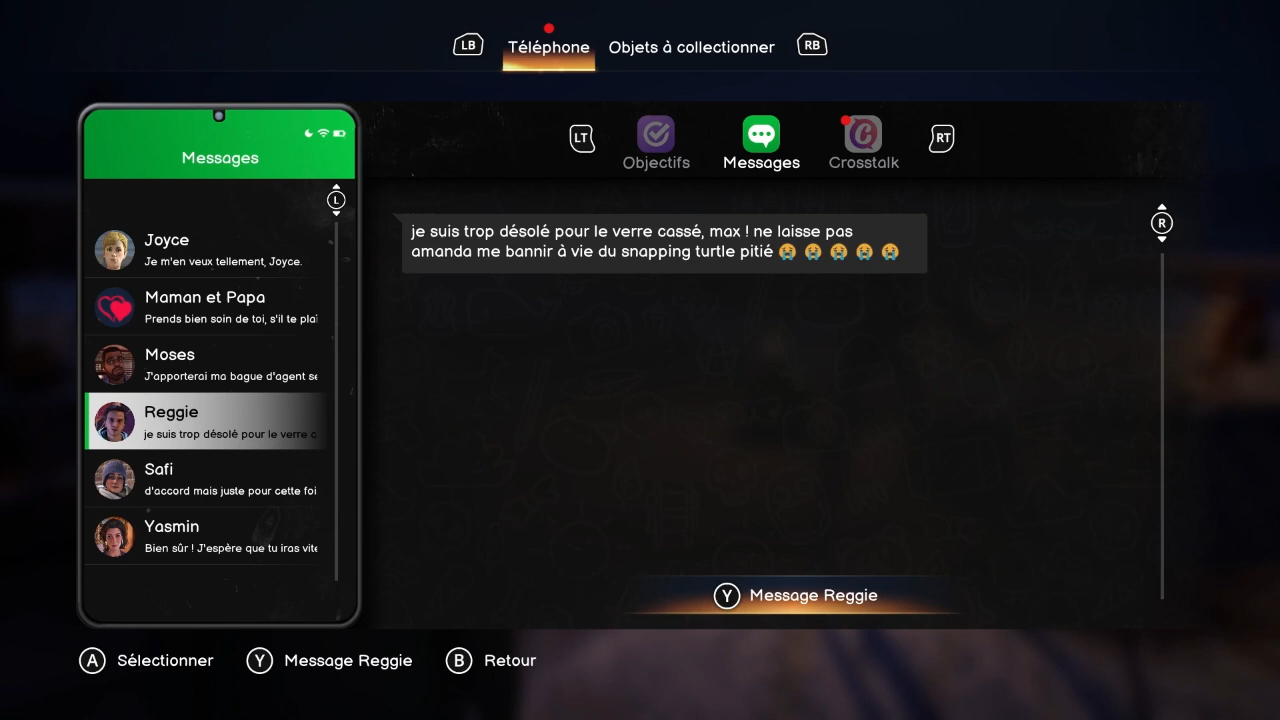 LB Téléphone Objets à collectionner RB
Messages
LT Objectifs Messages Crosstalk RT
L
R
Joyce
Je m'en veux tellement, Joyce.
Maman et Papa
Prends bien soin de toi, s'il te plaî
Moses
J'apporterai ma bague d'agent se
Reggie
je suis trop désolé pour le verre c
Safi
d'accord mais juste pour cette foi
Yasmin
Bien sûr ! J'espère que tu iras vite
je suis trop désolé pour le verre cassé, max ! ne laisse pas
amanda me bannir à vie du snapping turtle pitié 😭 😭 😭 😭 😭
Y Message Reggie
A Sélectionner Y Message Reggie B Retour